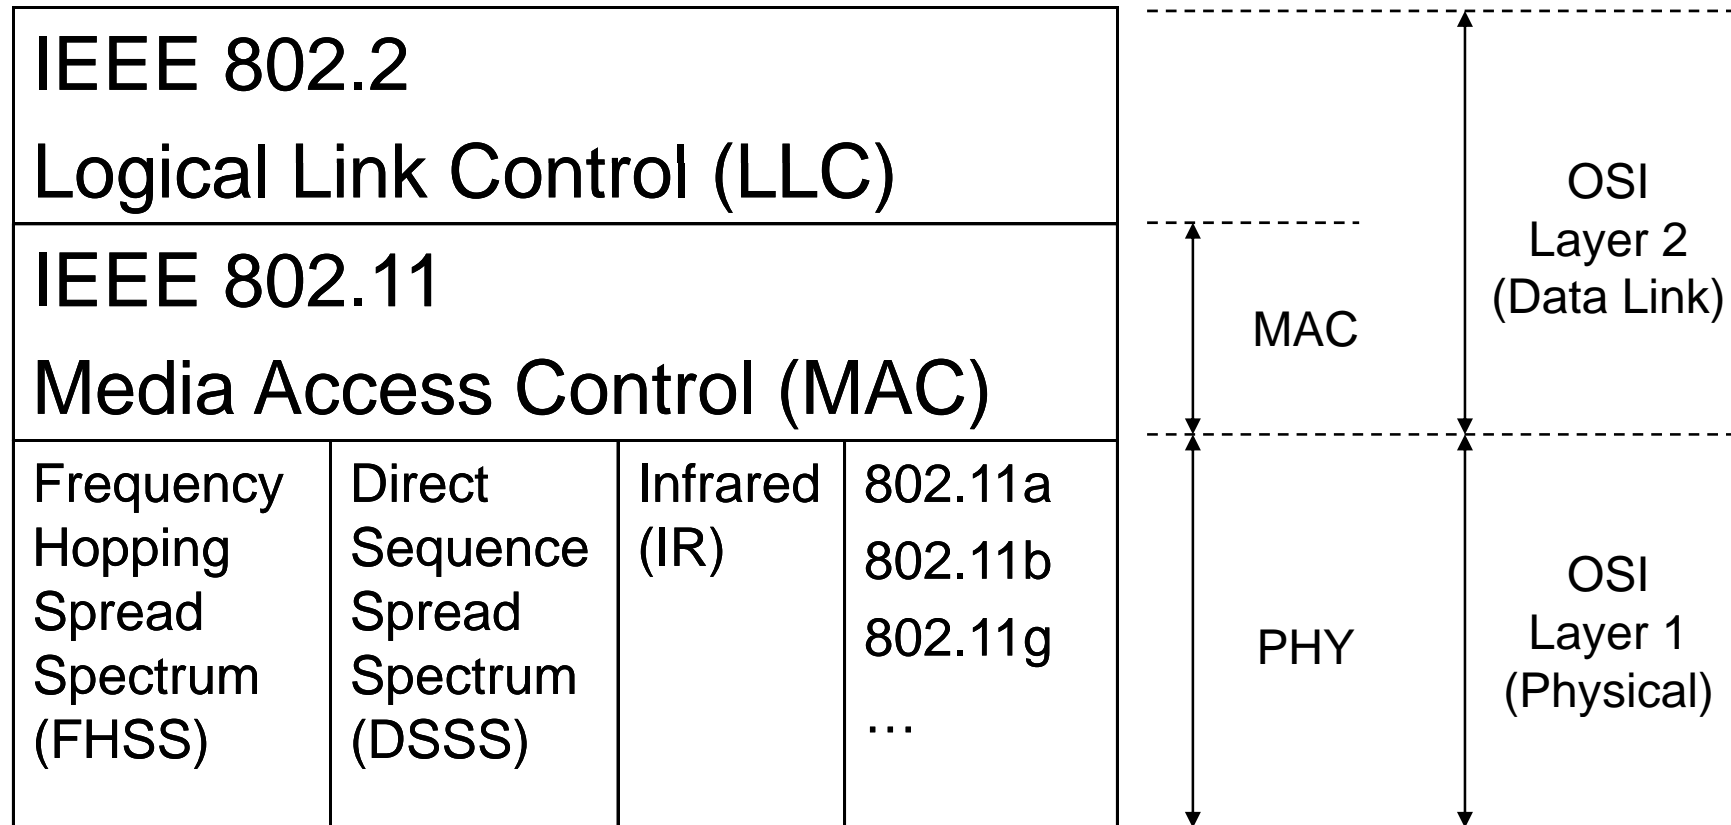 IEEE 802.2
Logical Link Control (LLC)
IEEE 802.11
Media Access Control (MAC)
Frequency
Hopping
Spread
Spectrum
(FHSS)
Direct
Sequence
Spread
Spectrum
(DSSS)
Infrared
(IR)
802.11a
802.11b
802.11g
…
MAC
PHY
OSI
Layer 2
(Data Link)
OSI
Layer 1
(Physical)